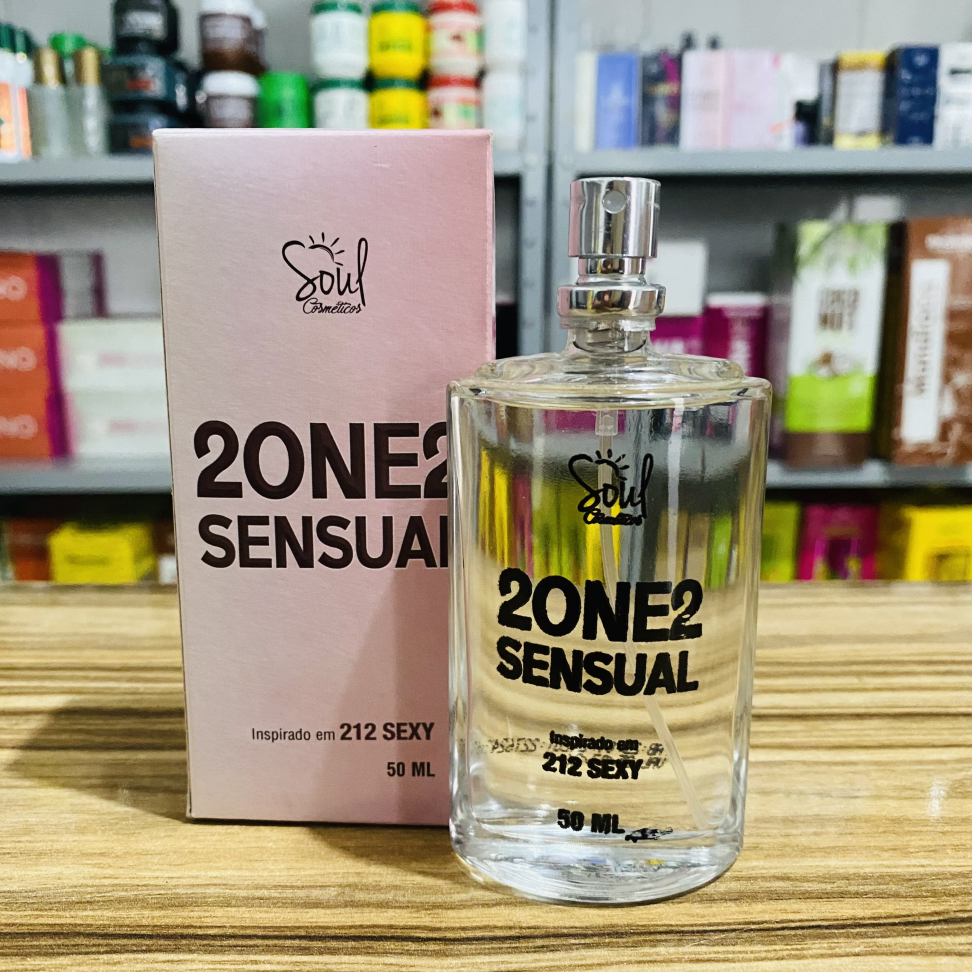 Soul
Cosméticos
2ONE2
SENSUAL
Inspirado em 212 SEXY
50 ML
Soul
Cosméticos
2ONE2
SENSUAL
Inspirado em
212 SEXY
50 ML